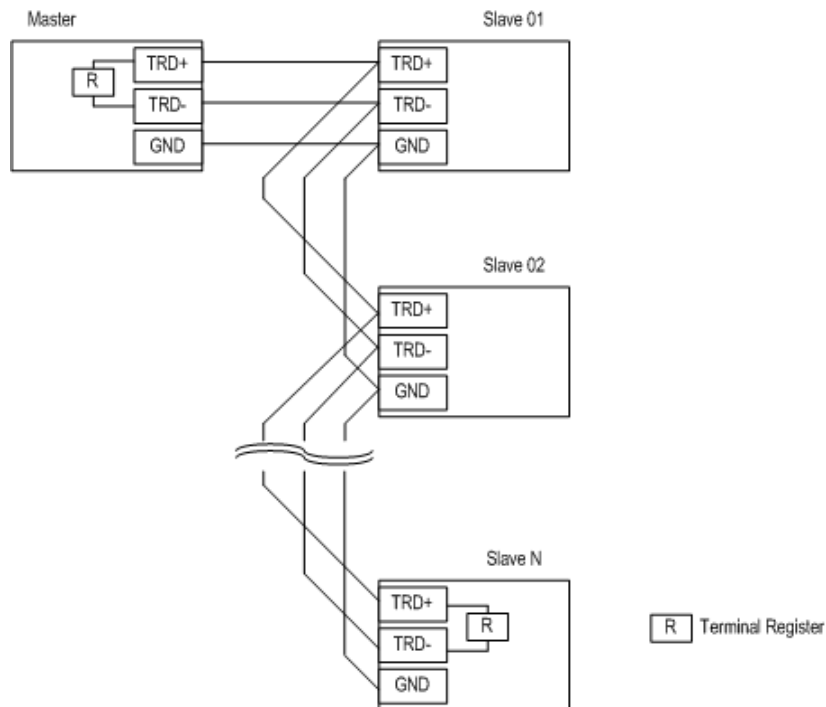 Master
Slave 01
R
TRD+
TRD-
GND
TRD+
TRD-
GND
Slave 02
TRD+
TRD-
GND
Slave N
TRD+
TRD-
GND
R
R Terminal Register